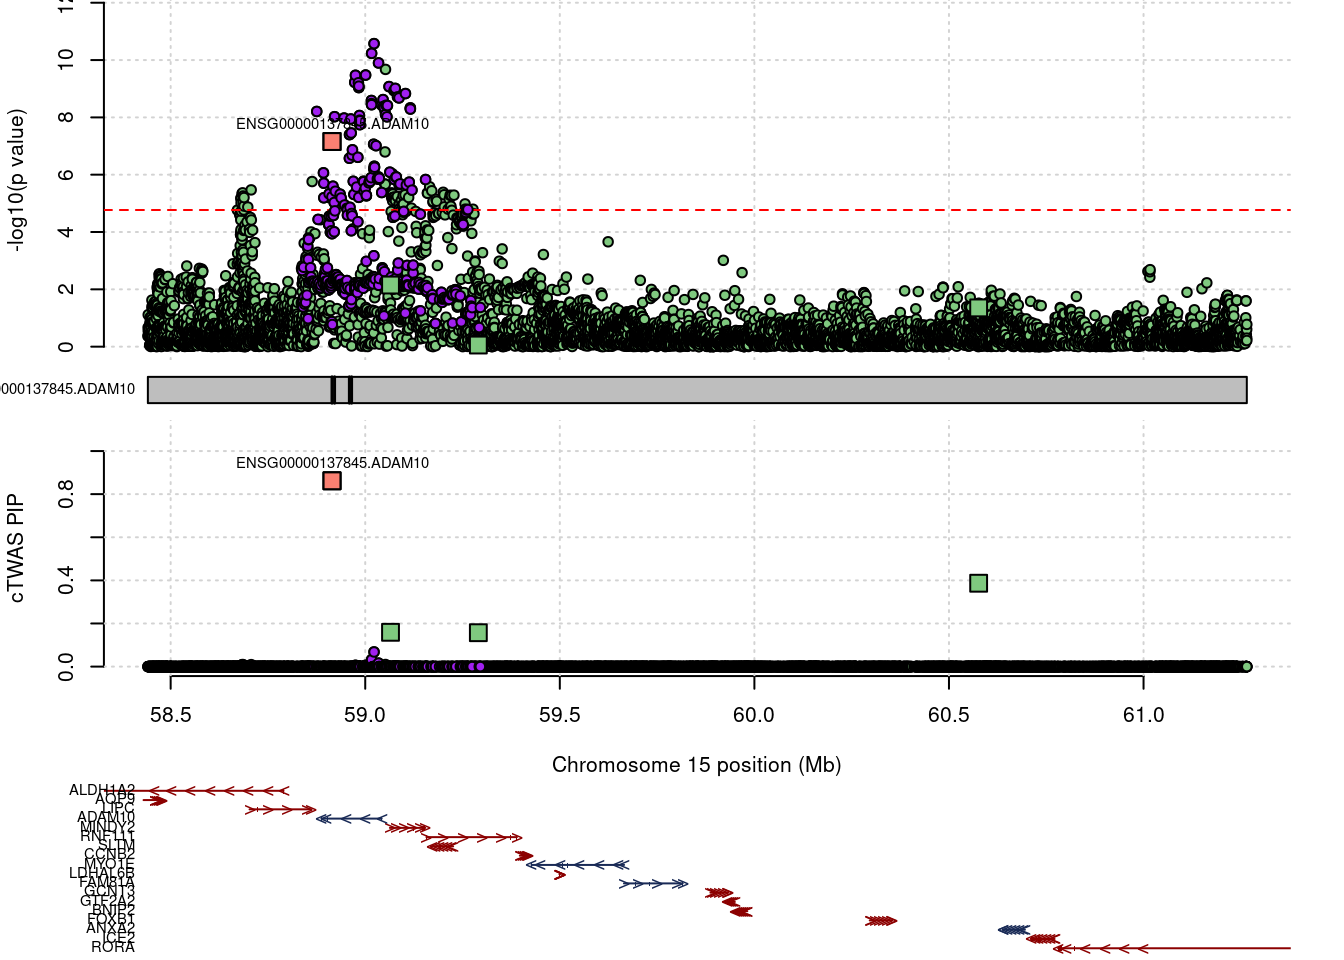 12
10
8
6
4
2
0
-log10(p value)
ENSG00000137845.ADAM10
000137845.ADAM10
0.8
0.4
0.0
cTWAS PIP
ENSG00000137845.ADAM10
58.5 59.0 59.5 60.0 60.5 61.0
Chromosome 15 position (Mb)
ALDH1A2
AQP9
LIPC
ADAM10
MINDY2
RNF111
SLTM
CCNB2
MYO1E
LDHAL6B
FAM81A
GCNT3
GTF2A2
BNIP2
FOXB1
ANXA2
ICE2
RORA